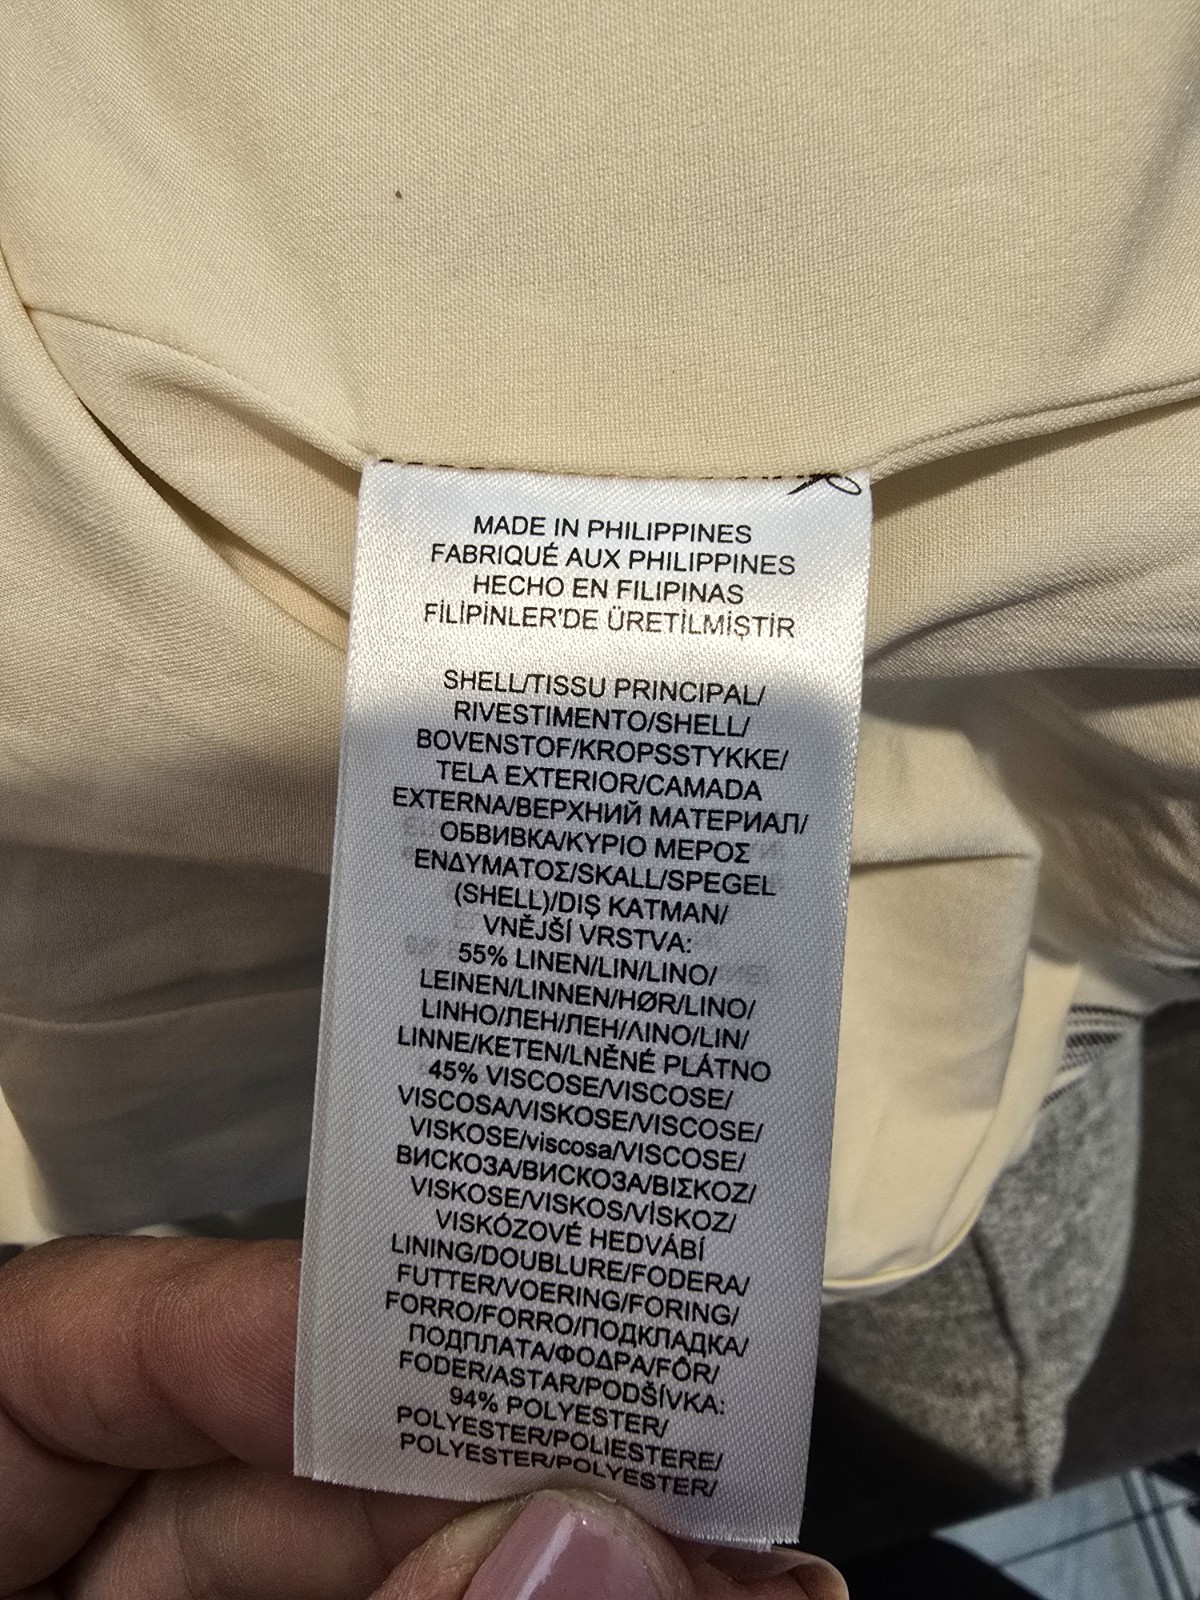 MADE IN PHILIPPINES
FABRIQUÉ AUX PHILIPPINES
HECHO EN FILIPINAS
FİLİPİNLER'DE ÜRETİLMİŞTİR
SHELL/TISSU PRINCIPAL/
RIVESTIMENTO/SHELL/
BOVENSTOF/KROPSSTYKKE/
TELA EXTERIOR/CAMADA
EXTERNA/ВЕРХНИЙ МАТЕРИАЛ/
ОБВИВКА/ΚΥΡΙΟ ΜΕΡΟΣ
ΕΝΔΥΜΑΤΟΣ/SKALL/SPEGEL
(SHELL)/DIŞ KATMAN/
VNĚJŠÍ VRSTVA:
55% LINEN/LIN/LINO/
LEINEN/LINNEN/HØR/LINO/
LINHO/ЛЕН/ЛЕН/ΛΙΝΟ/LIN/
LINNE/KETEN/LNĚNÉ PLÁTNO
45% VISCOSE/VISCOSE/
VISCOSA/VISKOSE/VISCOSE/
VISKOSE/viscosa/VISCOSE/
ВИСКОЗА/ВИСКОЗА/ΒΙΣΚΟΖ/
VISKOSE/VISKOS/VİSKOZ/
VISKÓZOVÉ HEDVÁBÍ
LINING/DOUBLURE/FODERA/
FUTTER/VOERING/FORING/
FORRO/FORRO/ПОДКЛАДКА/
ПОДПЛАТА/ΦΟΔΡΑ/FÔR/
FODER/ASTAR/PODŠÍVKA:
94% POLYESTER/
POLYESTER/POLIESTERE/
POLYESTER/POLYESTER/